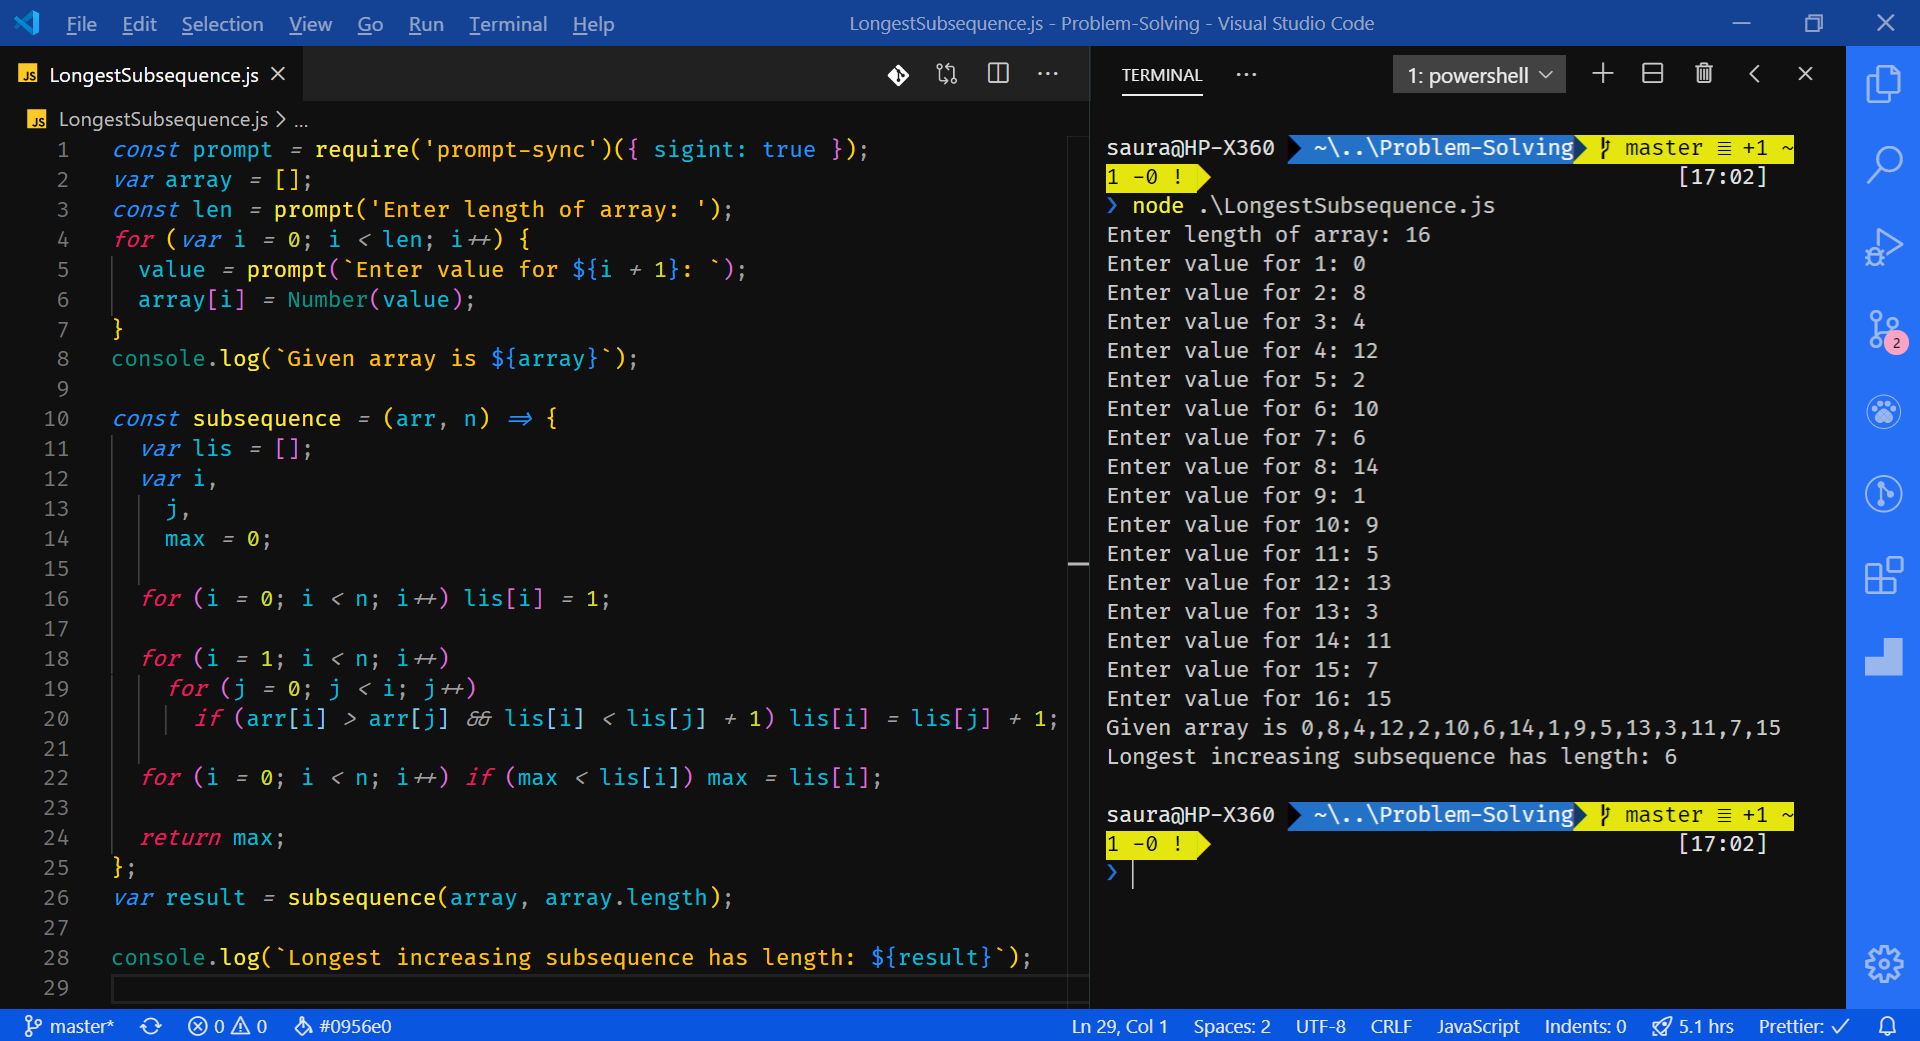 File Edit Selection View Go Run Terminal Help LongestSubsequence.js - Problem-Solving - Visual Studio Code
JS LongestSubsequence.js
JS LongestSubsequence.js > ...
1 const prompt = require('prompt-sync')({ sigint: true });
2 var array = [];
3 const len = prompt('Enter length of array: ');
4 for (var i = 0; i < len; i++) {
5 value = prompt(`Enter value for ${i + 1}: `);
6 array[i] = Number(value);
7 }
8 console.log(`Given array is ${array}`);
9
10 const subsequence = (arr, n) => {
11 var lis = [];
12 var i,
13 j,
14 max = 0;
15
16 for (i = 0; i < n; i++) lis[i] = 1;
17
18 for (i = 1; i < n; i++)
19 for (j = 0; j < i; j++)
20 if (arr[i] > arr[j] && lis[i] < lis[j] + 1) lis[i] = lis[j] + 1;
21
22 for (i = 0; i < n; i++) if (max < lis[i]) max = lis[i];
23
24 return max;
25 };
26 var result = subsequence(array, array.length);
27
28 console.log(`Longest increasing subsequence has length: ${result}`);
29
TERMINAL ... 1: powershell
saura@HP-X360 ~\..\Problem-Solving master ≡ +1 ~
1 -0 ! [17:02]
❯ node .\LongestSubsequence.js
Enter length of array: 16
Enter value for 1: 0
Enter value for 2: 8
Enter value for 3: 4
Enter value for 4: 12
Enter value for 5: 2
Enter value for 6: 10
Enter value for 7: 6
Enter value for 8: 14
Enter value for 9: 1
Enter value for 10: 9
Enter value for 11: 5
Enter value for 12: 13
Enter value for 13: 3
Enter value for 14: 11
Enter value for 15: 7
Enter value for 16: 15
Given array is 0,8,4,12,2,10,6,14,1,9,5,13,3,11,7,15
Longest increasing subsequence has length: 6
saura@HP-X360 ~\..\Problem-Solving master ≡ +1 ~
1 -0 ! [17:02]
❯
2
master* 0 0 #0956e0 Ln 29, Col 1 Spaces: 2 UTF-8 CRLF JavaScript Indents: 0 5.1 hrs Prettier: ✓